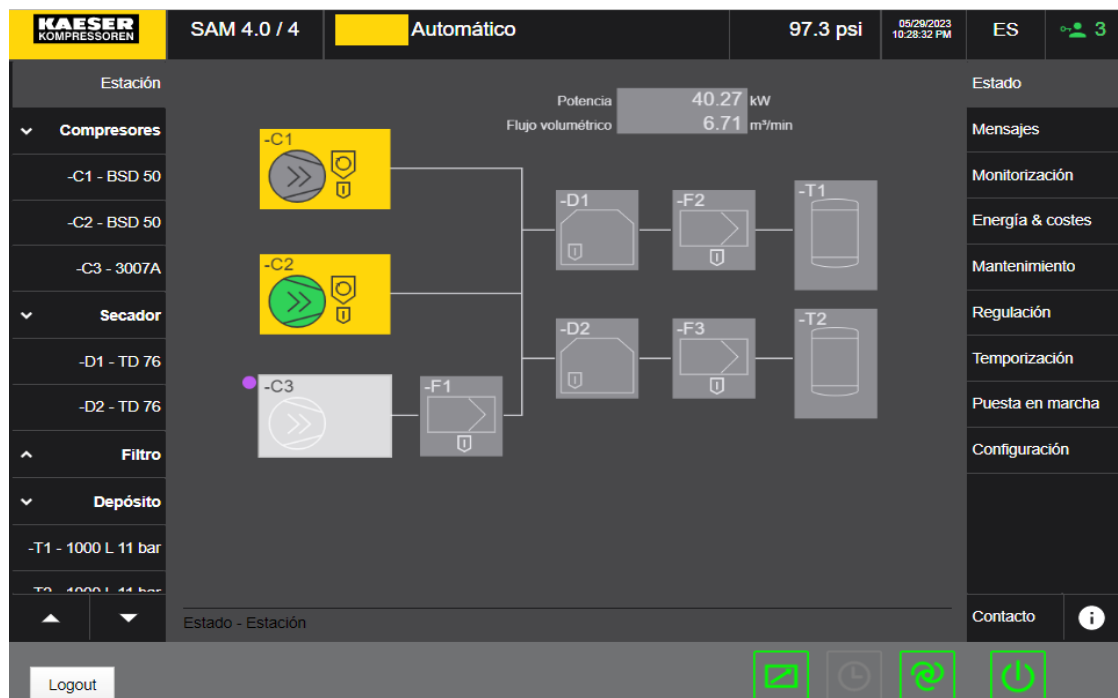 KAESER
KOMPRESSOREN
SAM 4.0 / 4
Automático
97.3 psi
05/29/2023
10:28:32 PM
ES
3
Estación
Compresores
-C1 - BSD 50
-C2 - BSD 50
-C3 - 3007A
Secador
-D1 - TD 76
-D2 - TD 76
Filtro
Depósito
-T1 - 1000 L 11 bar
-T2 - 1000 L 11 bar
Potencia 40.27 kW
Flujo volumétrico 6.71 m³/min
-C1
-D1
-F2
-T1
-C2
-D2
-F3
-T2
-C3
-F1
Estado - Estación
Estado
Mensajes
Monitorización
Energía & costes
Mantenimiento
Regulación
Temporización
Puesta en marcha
Configuración
Contacto
Logout